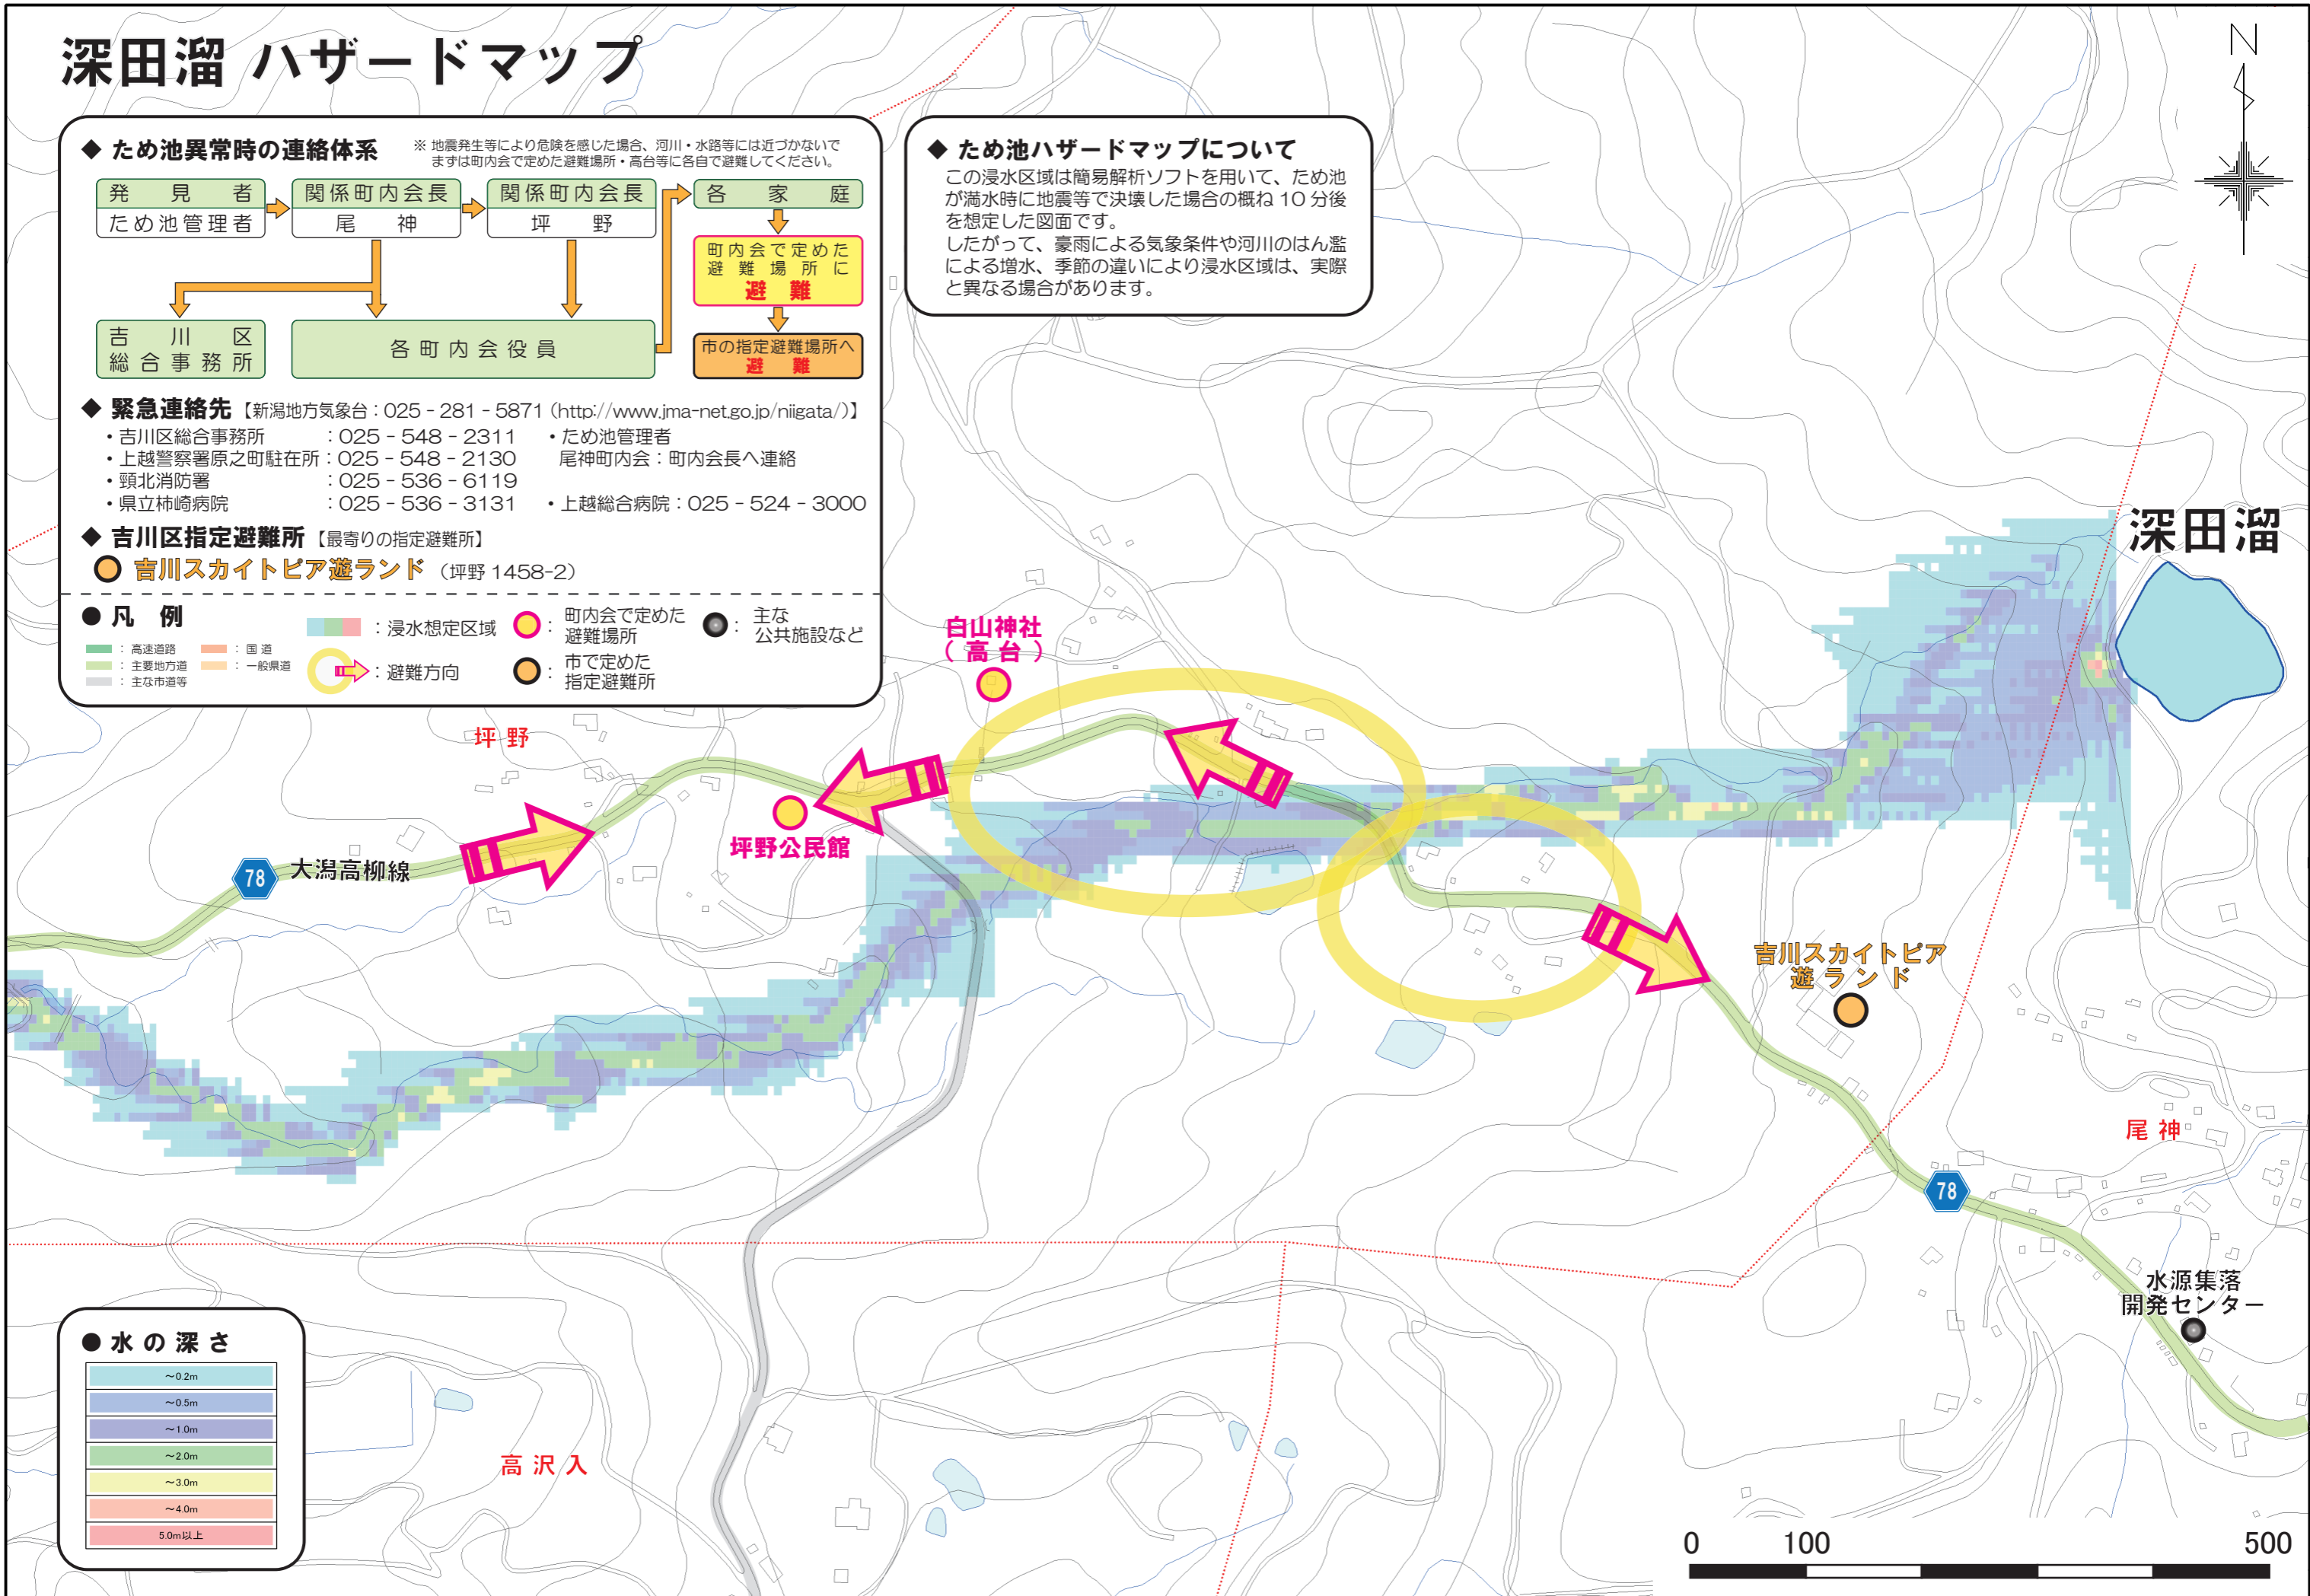 深田溜 ハザードマップ
N
◆ ため池異常時の連絡体系
※ 地震発生等により危険を感じた場合、河川・水路等には近づかないで
まずは町内会で定めた避難場所・高台等に各自で避難してください。
発見者
ため池管理者
関係町内会長
尾神
関係町内会長
坪野
各家庭
町内会で定めた
避難場所に
避難
市の指定避難場所へ
避難
吉川区
総合事務所
各町内会役員
◆ 緊急連絡先【新潟地方気象台：025 - 281 - 5871（http://www.jma-net.go.jp/niigata/）】
・吉川区総合事務所：025 - 548 - 2311
・上越警察署原之町駐在所：025 - 548 - 2130
・頸北消防署：025 - 536 - 6119
・県立柿崎病院：025 - 536 - 3131
・ため池管理者
尾神町内会：町内会長へ連絡
・上越総合病院：025 - 524 - 3000
◆ 吉川区指定避難所【最寄りの指定避難所】
吉川スカイトピア遊ランド（坪野 1458-2）
● 凡例
：高速道路
：国道
：主要地方道
：一般県道
：主な市道等
：浸水想定区域
：避難方向
：町内会で定めた
避難場所
：市で定めた
指定避難所
：主な
公共施設など
◆ ため池ハザードマップについて
この浸水区域は簡易解析ソフトを用いて、ため池
が満水時に地震等で決壊した場合の概ね 10 分後
を想定した図面です。
したがって、豪雨による気象条件や河川のはん濫
による増水、季節の違いにより浸水区域は、実際
と異なる場合があります。
深田溜
白山神社
（高台）
坪野
坪野公民館
78
大潟高柳線
吉川スカイトピア
遊ランド
尾神
78
水源集落
開発センター
高沢入
● 水の深さ
～0.2m
～0.5m
～1.0m
～2.0m
～3.0m
～4.0m
5.0m以上
0 100 500